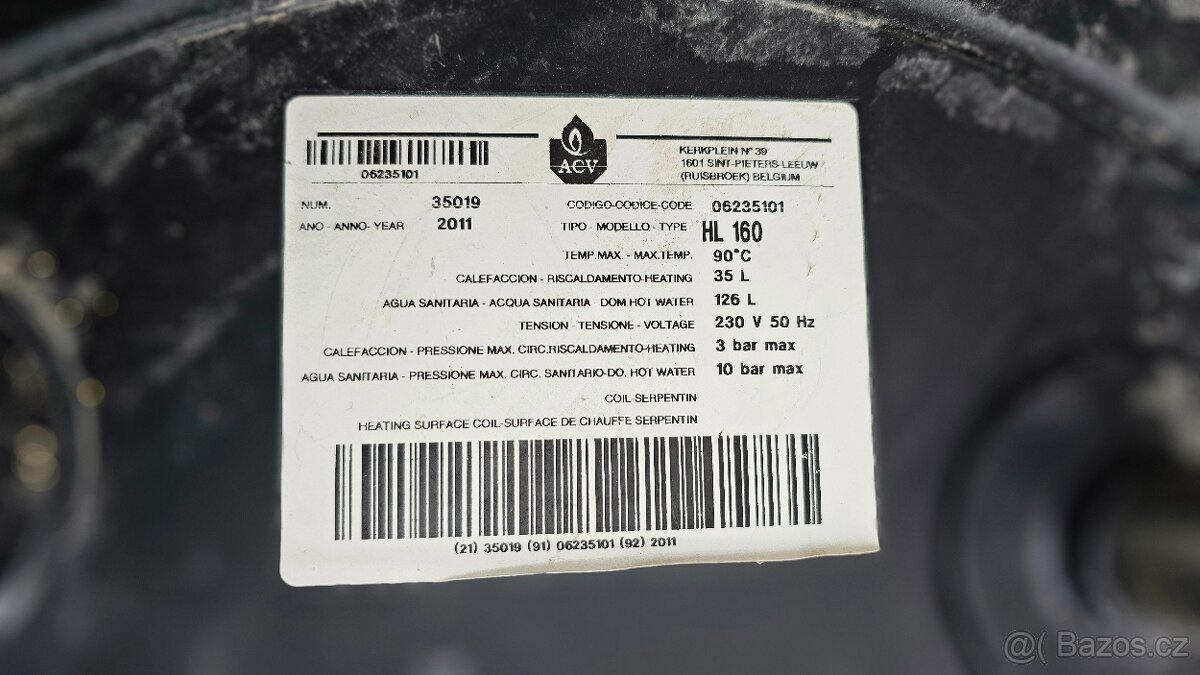 06235101
ACV
KERKPLEIN N° 39
1601 SINT-PIETERS-LEEUW
(RUISBROEK) BELGIUM
NUM. 35019 CODIGO-CODICE-CODE 06235101
ANO - ANNO- YEAR 2011 TIPO - MODELLO - TYPE HL 160
TEMP.MAX. - MAX.TEMP. 90°C
CALEFACCION - RISCALDAMENTO-HEATING 35 L
AGUA SANITARIA - ACQUA SANITARIA - DOM HOT WATER 126 L
TENSION - TENSIONE - VOLTAGE 230 V 50 Hz
CALEFACCION - PRESSIONE MAX. CIRC.RISCALDAMENTO-HEATING 3 bar max
AGUA SANITARIA - PRESSIONE MAX. CIRC. SANITARIO-DO. HOT WATER 10 bar max
COIL-SERPENTIN
HEATING SURFACE COIL-SURFACE DE CHAUFFE SERPENTIN
(21) 35019 (91) 06235101 (92) 2011
@( Bazos.cz